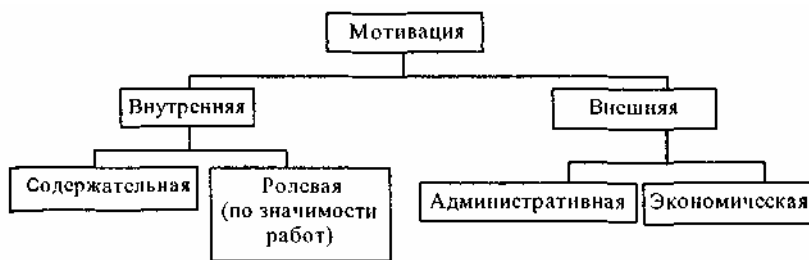 Мотивация
Внутренняя
Внешняя
Содержательная
Ролевая
(по значимости
работ)
Административная
Экономическая